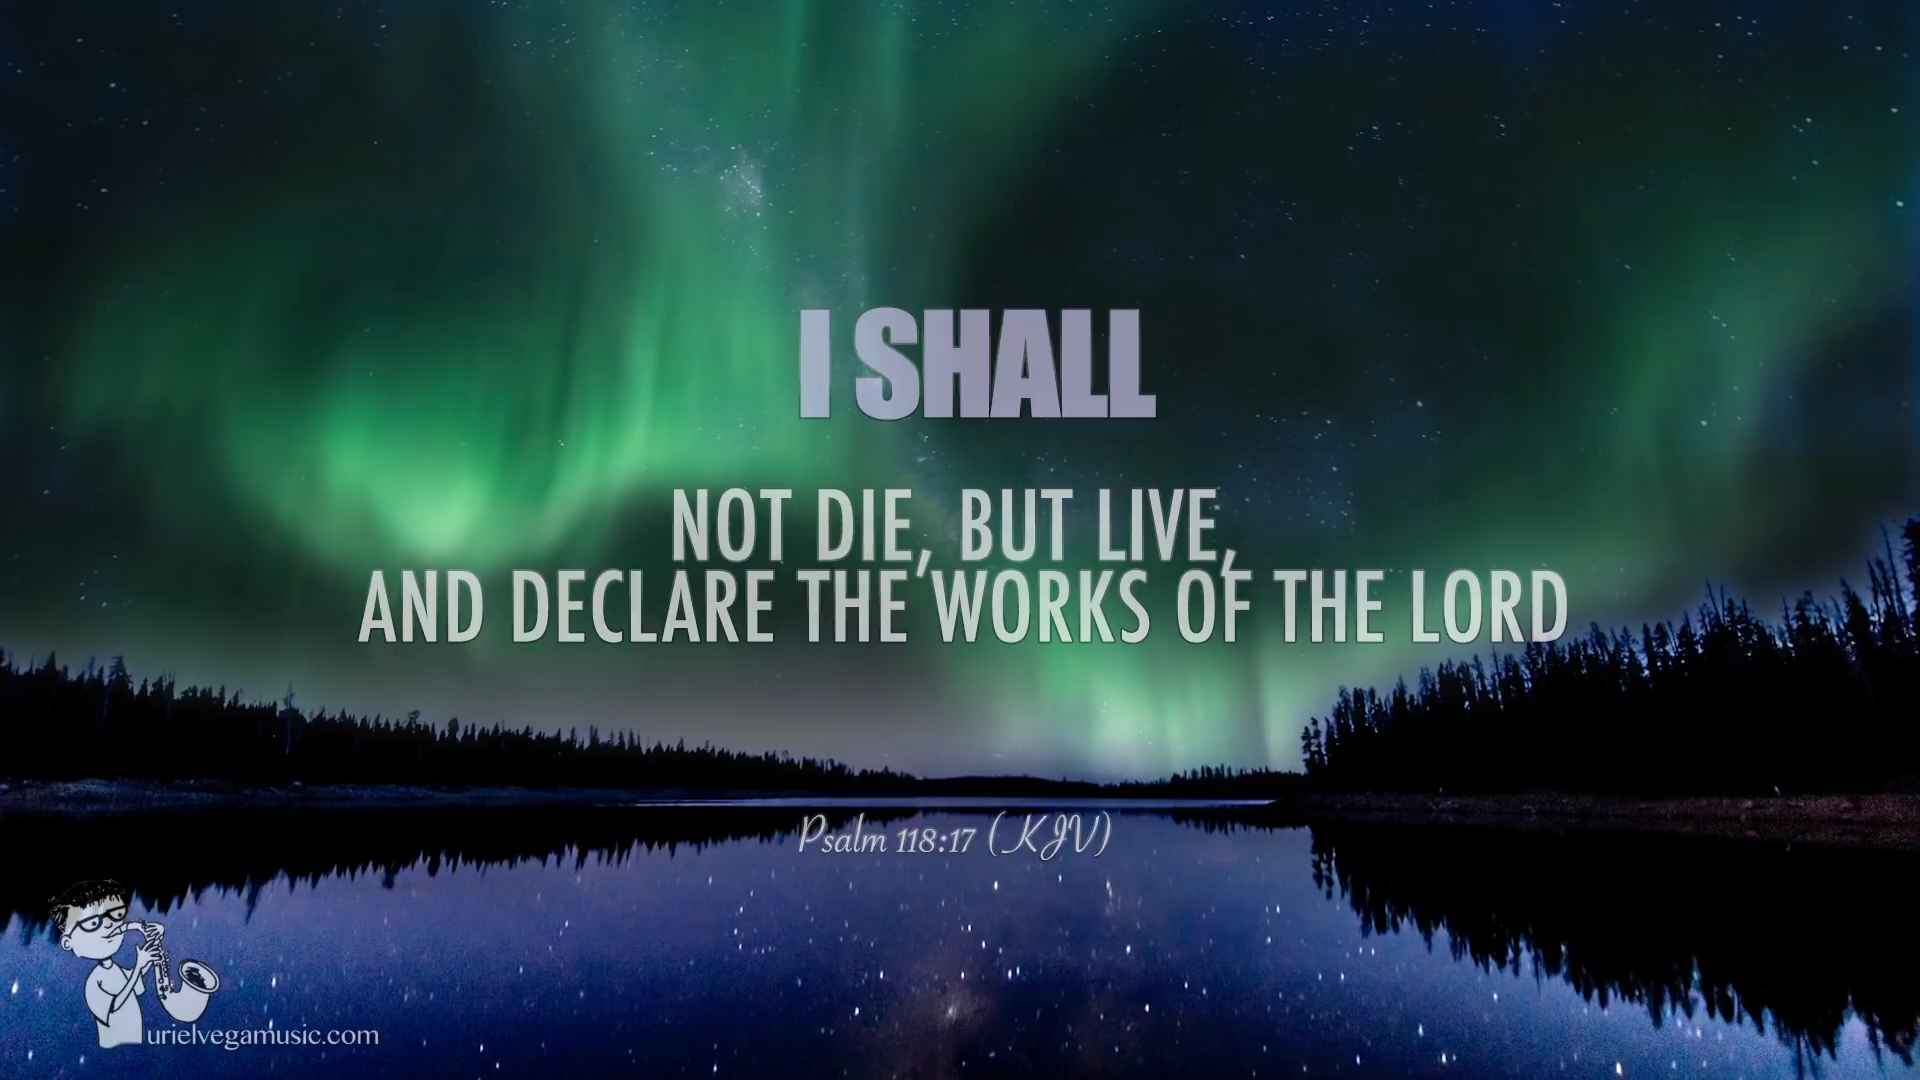 I SHALL
NOT DIE, BUT LIVE,
AND DECLARE THE WORKS OF THE LORD
Psalm 118:17 (KJV)
urielvegamusic.com